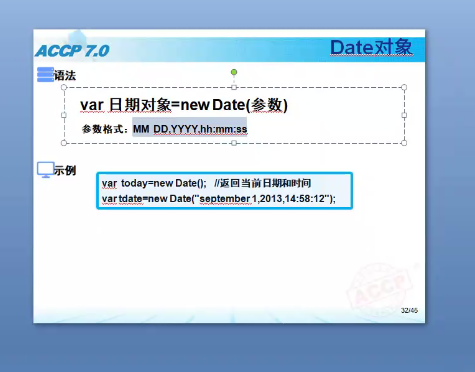 ACCP 7.0
Date对象
语法
var 日期对象=new Date(参数)
参数格式：MM DD,YYYY,hh:mm:ss
示例
var today=new Date(); //返回当前日期和时间
var tdate=new Date("september 1,2013,14:58:12");
ACCP
32/45